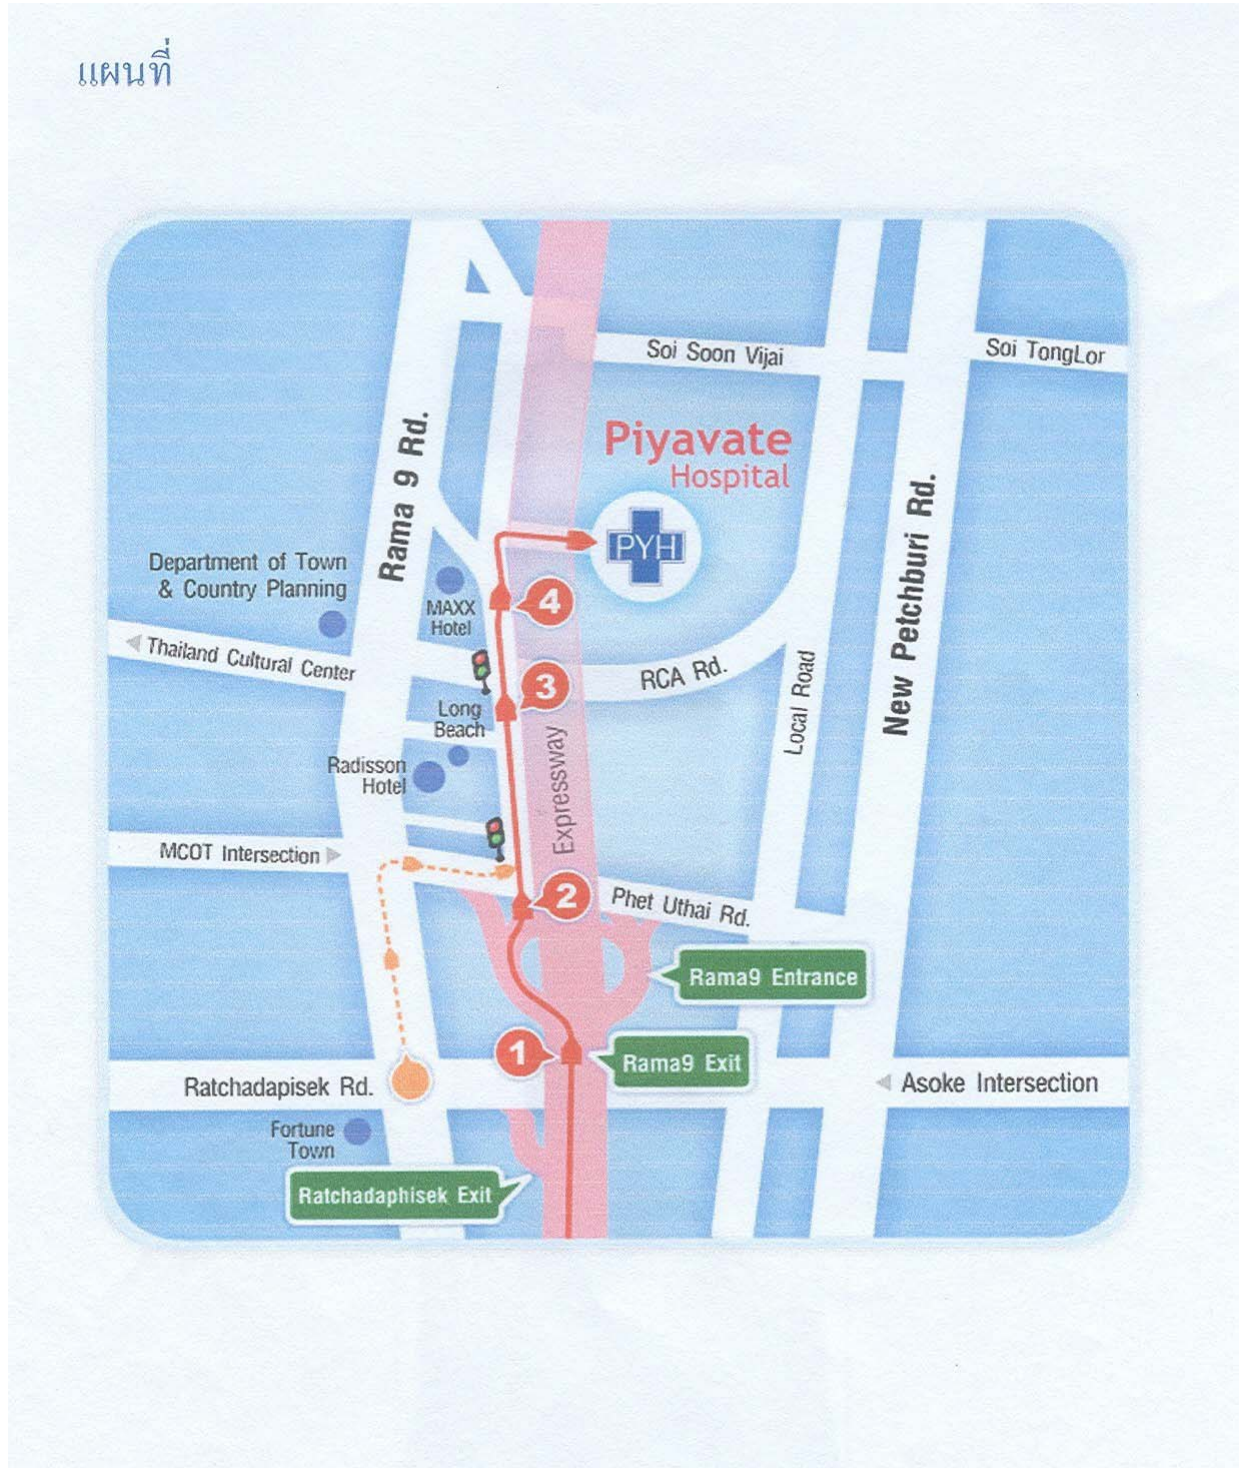 แผนที่
Soi Soon Vijai
Soi TongLor
Piyavate
Hospital
Rama 9 Rd.
PYH
New Petchburi Rd.
Department of Town
& Country Planning
MAXX
Hotel
4
Thailand Cultural Center
RCA Rd.
3
Local Road
Long
Beach
Expressway
Radisson
Hotel
MCOT Intersection
2
Phet Uthai Rd.
Rama9 Entrance
1
Rama9 Exit
Ratchadapisek Rd.
Asoke Intersection
Fortune
Town
Ratchadaphisek Exit